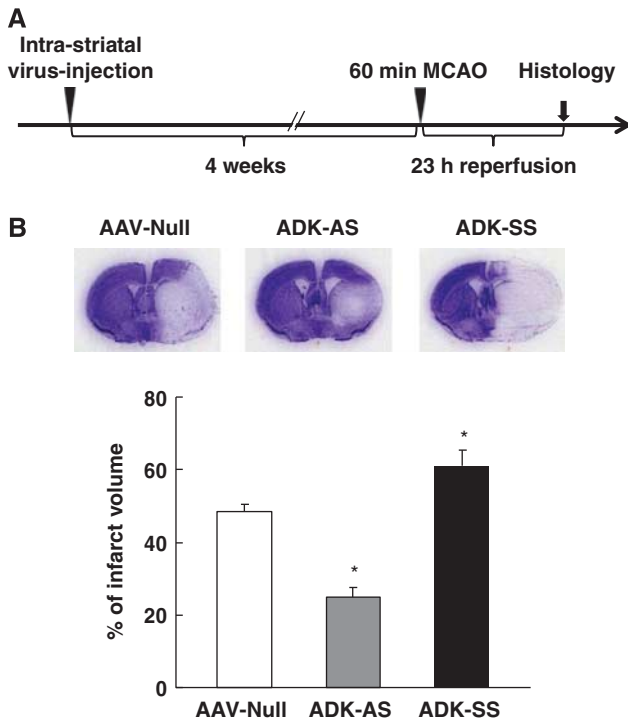 A
Intra-striatal
virus-injection
60 min MCAO
Histology
4 weeks
23 h reperfusion
B
AAV-Null
ADK-AS
ADK-SS
% of infarct volume
80
60
40
20
0
*
*
AAV-Null
ADK-AS
ADK-SS